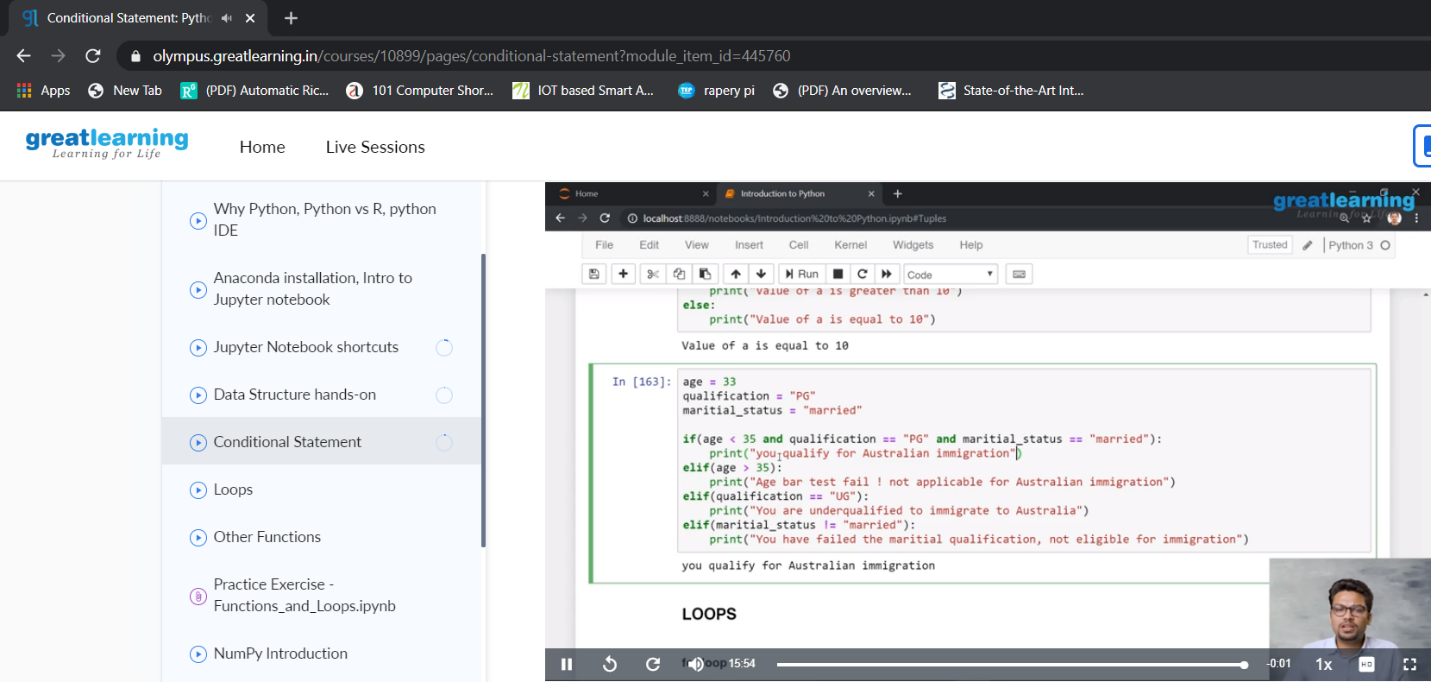 Conditional Statement: Pytho
olympus.greatlearning.in/courses/10899/pages/conditional-statement?module_item_id=445760
Apps New Tab (PDF) Automatic Ric... 101 Computer Shor... IOT based Smart A... rapery pi (PDF) An overview... State-of-the-Art Int...
greatlearning
Learning for Life
Home Live Sessions
Why Python, Python vs R, python
IDE
Anaconda installation, Intro to
Jupyter notebook
Jupyter Notebook shortcuts
Data Structure hands-on
Conditional Statement
Loops
Other Functions
Practice Exercise -
Functions_and_Loops.ipynb
NumPy Introduction
Home Introduction to Python
greatlearning
Learning for Life
localhost:8888/notebooks/Introduction%20to%20Python.ipynb#Tuples
File Edit View Insert Cell Kernel Widgets Help Trusted Python 3
Run Code
print("Value of a is greater than 10")
else:
print("Value of a is equal to 10")
Value of a is equal to 10
In [163]: age = 33
qualification = "PG"
maritial_status = "married"
if(age < 35 and qualification == "PG" and maritial_status == "married"):
print("you qualify for Australian immigration")
elif(age > 35):
print("Age bar test fail ! not applicable for Australian immigration")
elif(qualification == "UG"):
print("You are underqualified to immigrate to Australia")
elif(maritial_status != "married"):
print("You have failed the maritial qualification, not eligible for immigration")
you qualify for Australian immigration
LOOPS
15:54 -0:01 1x HD